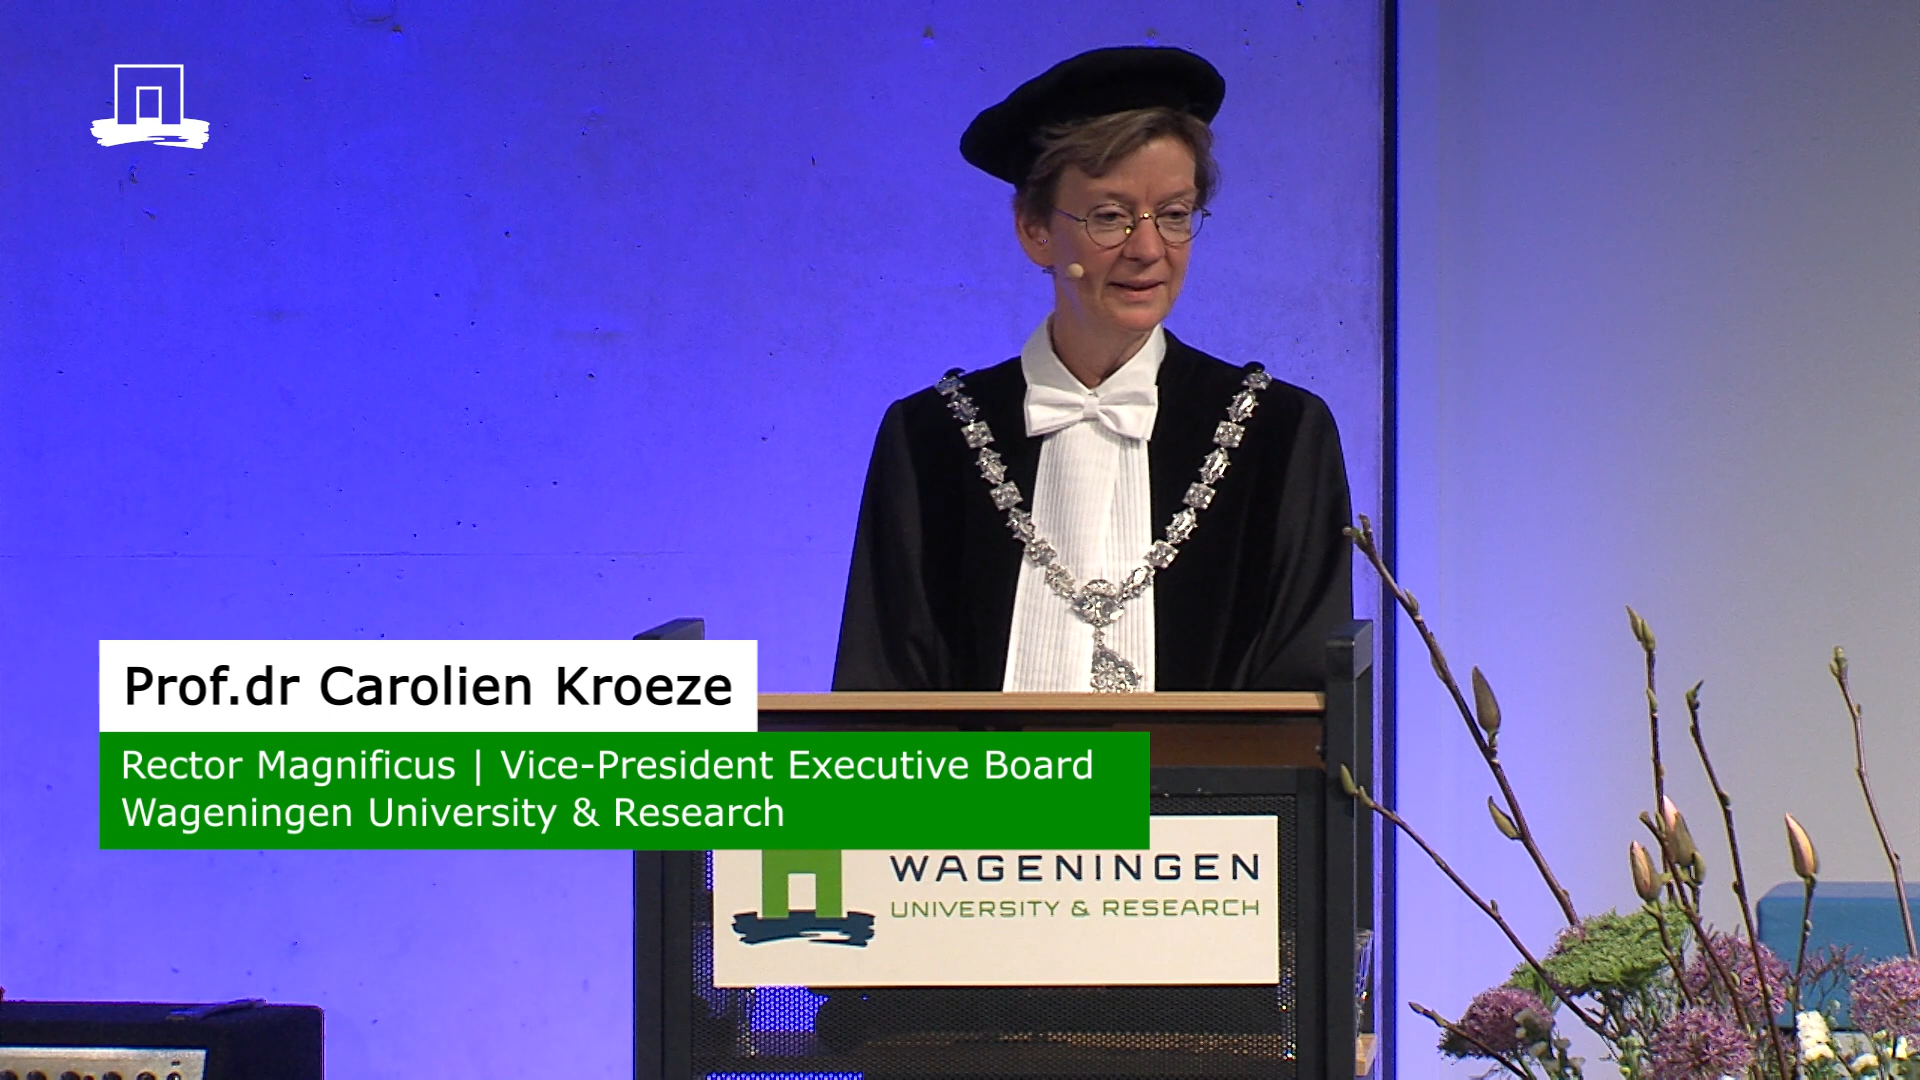 Prof.dr Carolien Kroeze
Rector Magnificus | Vice-President Executive Board
Wageningen University & Research
WAGENINGEN
UNIVERSITY & RESEARCH